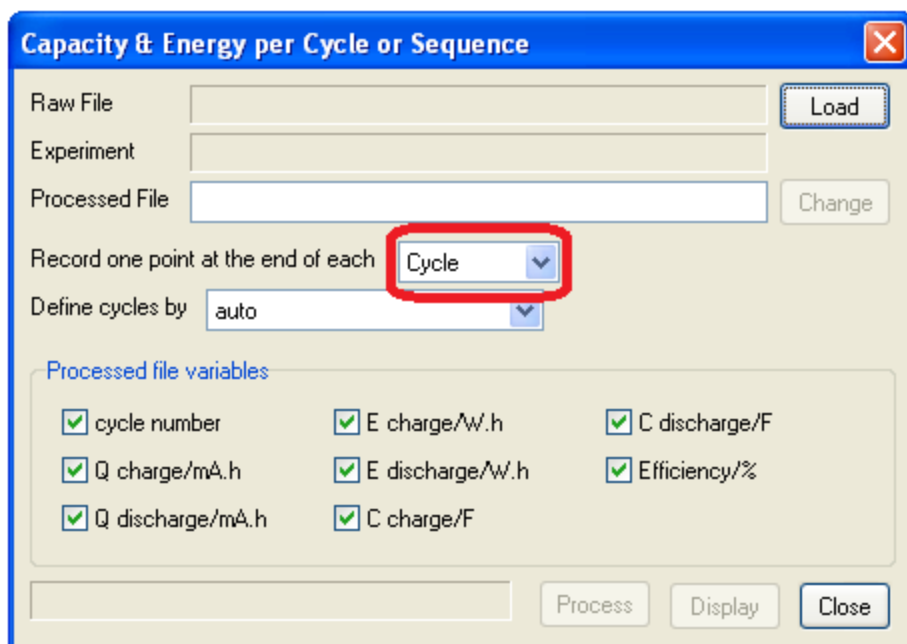 Capacity & Energy per Cycle or Sequence
Raw File
Load
Experiment
Processed File
Change
Record one point at the end of each Cycle
Define cycles by auto
Processed file variables
cycle number
E charge/W.h
C discharge/F
Q charge/mA.h
E discharge/W.h
Efficiency/%
Q discharge/mA.h
C charge/F
Process
Display
Close